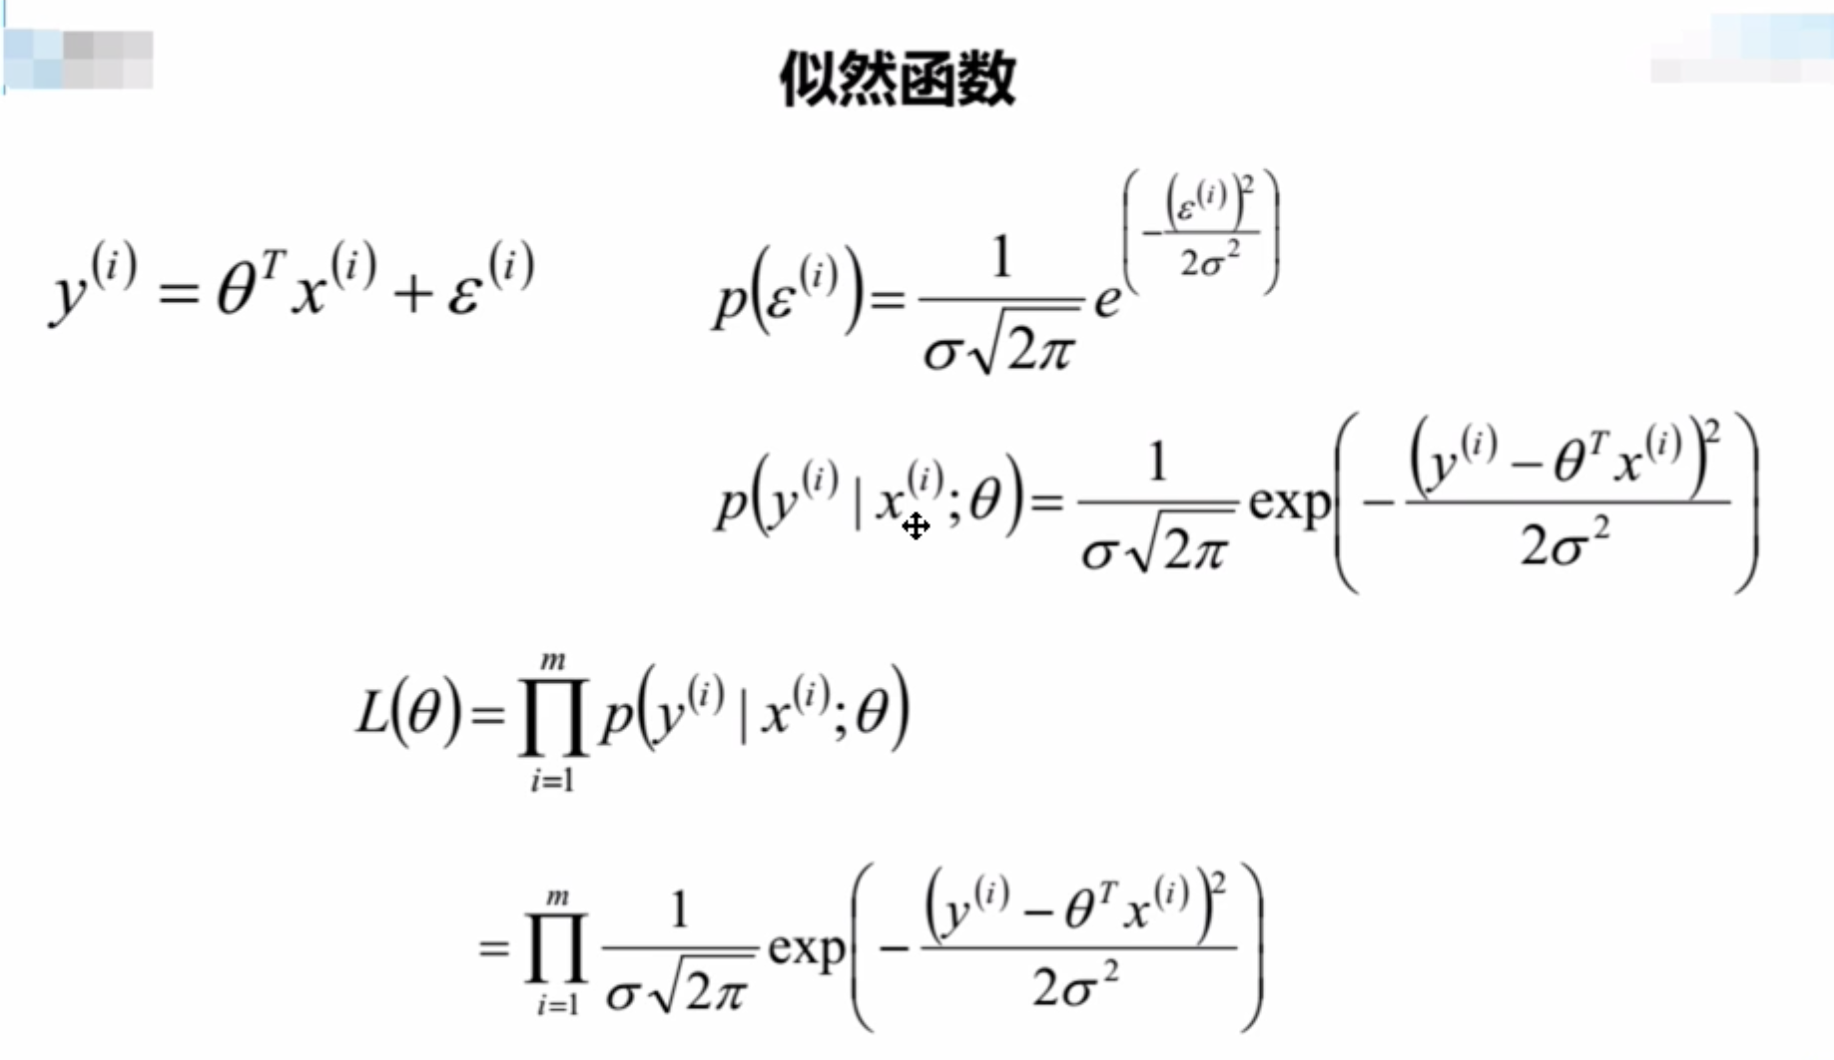 似然函数
$y^{(i)} = \theta^T x^{(i)} + \varepsilon^{(i)}$
$p\left(\varepsilon^{(i)}\right) = \frac{1}{\sigma\sqrt{2\pi}} e^{\left(-\frac{\left(\varepsilon^{(i)}\right)^2}{2\sigma^2}\right)}$
$p\left(y^{(i)} | x^{(i)}; \theta\right) = \frac{1}{\sigma\sqrt{2\pi}} \exp\left(-\frac{\left(y^{(i)} - \theta^T x^{(i)}\right)^2}{2\sigma^2}\right)$
$L(\theta) = \prod_{i=1}^{m} p\left(y^{(i)} | x^{(i)}; \theta\right)$
$= \prod_{i=1}^{m} \frac{1}{\sigma\sqrt{2\pi}} \exp\left(-\frac{\left(y^{(i)} - \theta^T x^{(i)}\right)^2}{2\sigma^2}\right)$